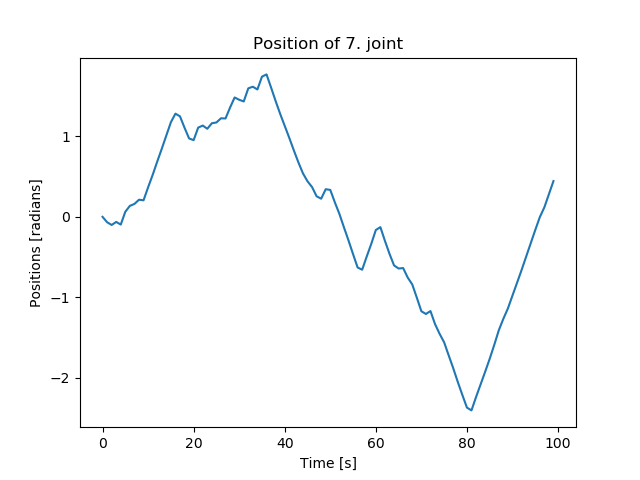 Position of 7. joint
1
0
−1
−2
Positions [radians]
0 20 40 60 80 100
Time [s]